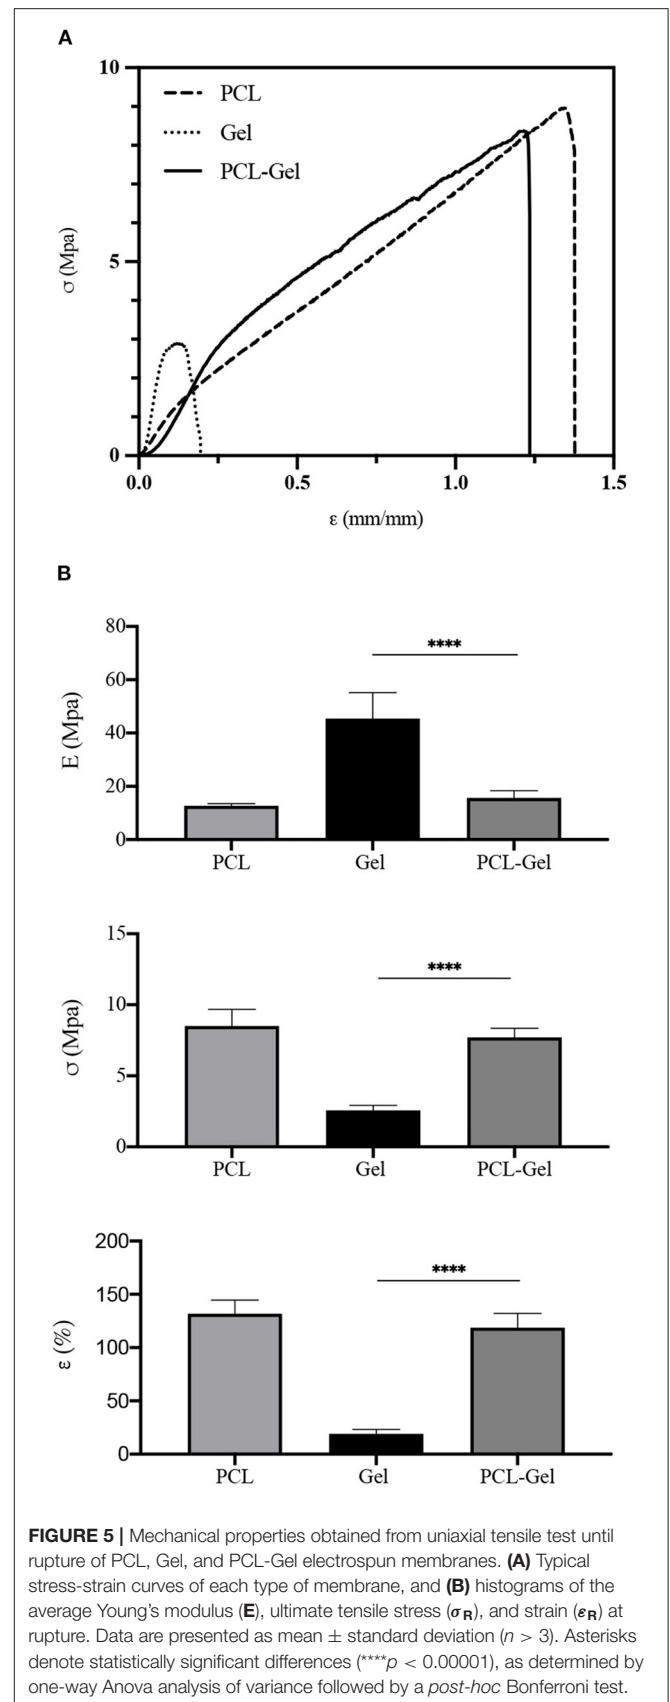 A
10
PCL
Gel
PCL-Gel
σ (Mpa)
5
0
0.0 0.5 1.0 1.5
ε (mm/mm)
B
80
****
60
E (Mpa)
40
20
0
PCL Gel PCL-Gel
15
****
10
σ (Mpa)
5
0
PCL Gel PCL-Gel
200
****
150
ε (%)
100
50
0
PCL Gel PCL-Gel
FIGURE 5 | Mechanical properties obtained from uniaxial tensile test until
rupture of PCL, Gel, and PCL-Gel electrospun membranes. (A) Typical
stress-strain curves of each type of membrane, and (B) histograms of the
average Young's modulus (E), ultimate tensile stress (σR), and strain (εR) at
rupture. Data are presented as mean ± standard deviation (n > 3). Asterisks
denote statistically significant differences (****p < 0.00001), as determined by
one-way Anova analysis of variance followed by a post-hoc Bonferroni test.